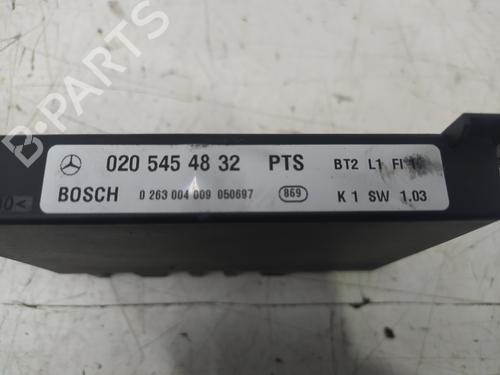 020 545 48 32 PTS BT2 L1 FI
BOSCH 0 263 004 009 050697 869 K 1 SW 1.03
B-PARTS